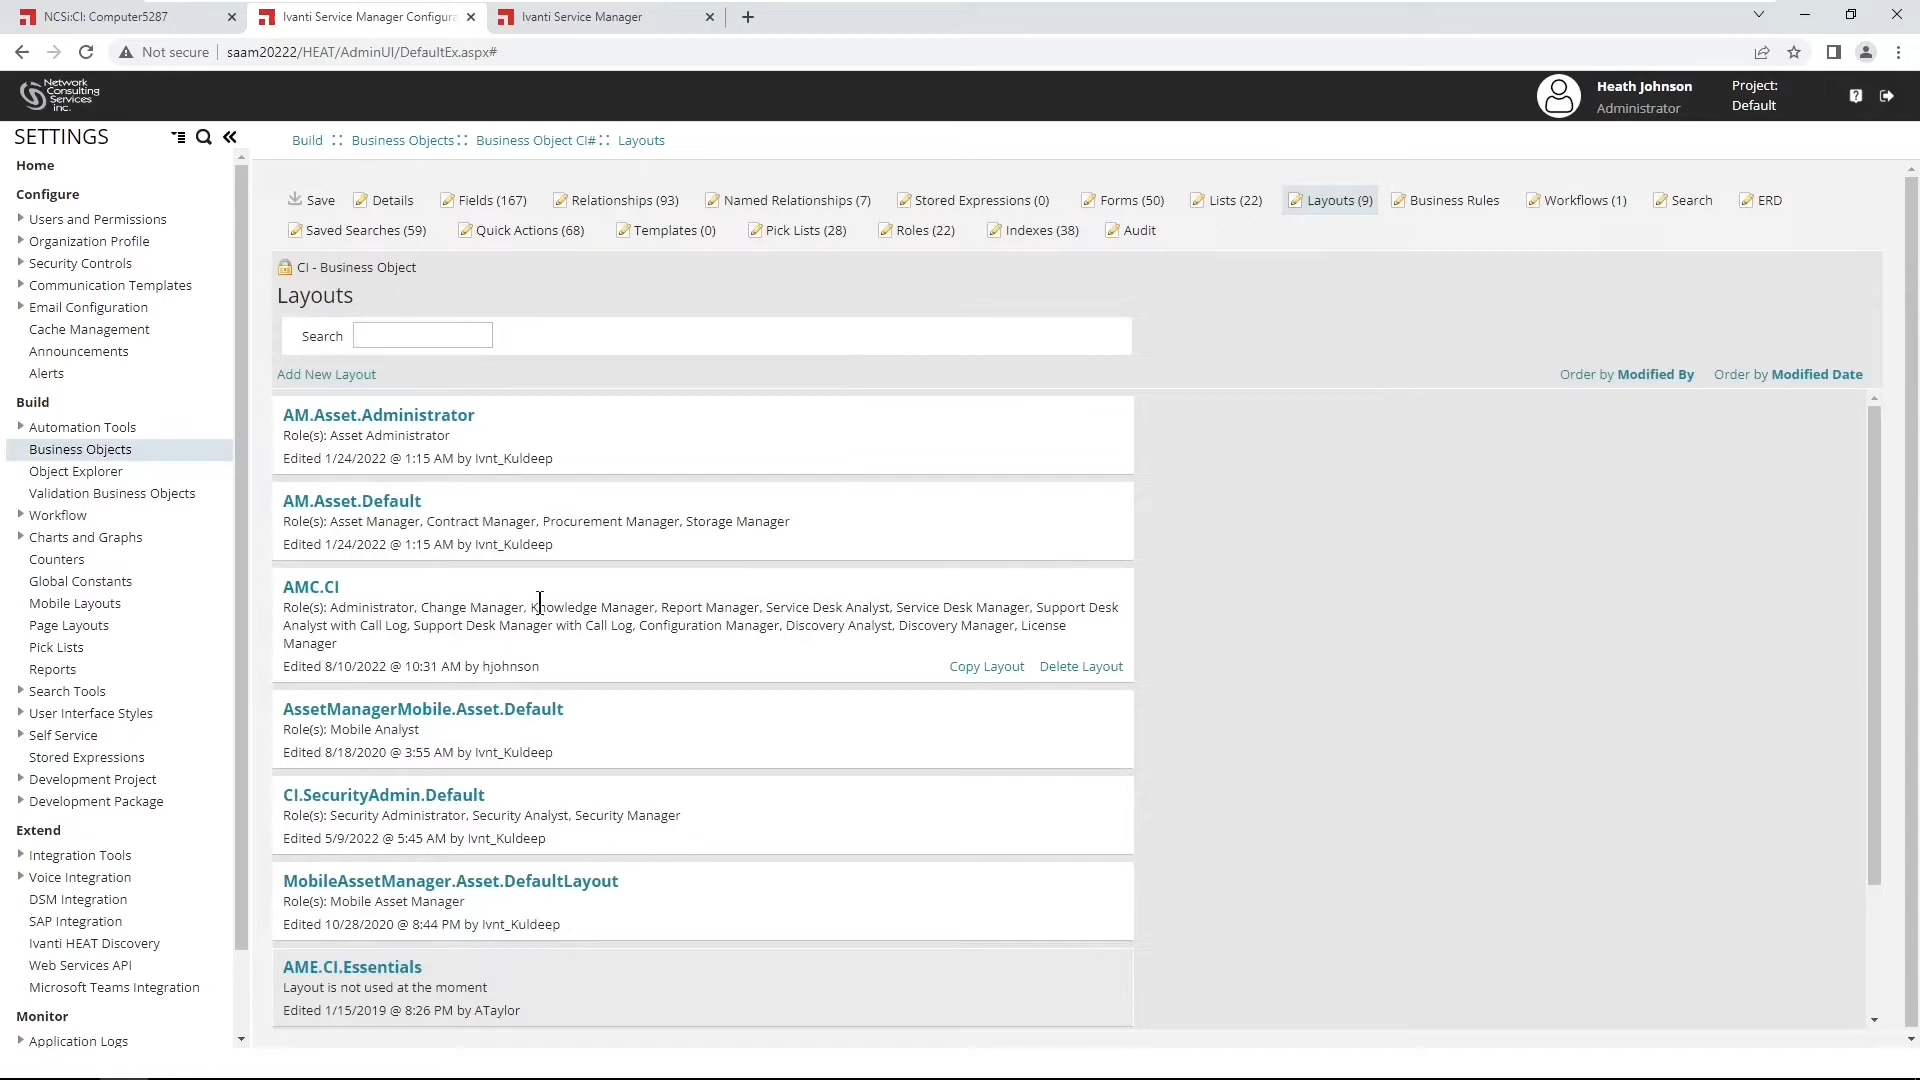 NCSi:CI: Computer5287
Ivanti Service Manager Configura
Ivanti Service Manager
Not secure | saam20222/HEAT/AdminUI/DefaultEx.aspx#
Network
Consulting
Services
inc.
Heath Johnson
Administrator
Project:
Default
SETTINGS
Home
Configure
Users and Permissions
Organization Profile
Security Controls
Communication Templates
Email Configuration
Cache Management
Announcements
Alerts
Build
Automation Tools
Business Objects
Object Explorer
Validation Business Objects
Workflow
Charts and Graphs
Counters
Global Constants
Mobile Layouts
Page Layouts
Pick Lists
Reports
Search Tools
User Interface Styles
Self Service
Stored Expressions
Development Project
Development Package
Extend
Integration Tools
Voice Integration
DSM Integration
SAP Integration
Ivanti HEAT Discovery
Web Services API
Microsoft Teams Integration
Monitor
Application Logs
Build :: Business Objects :: Business Object CI# :: Layouts
Save Details Fields (167) Relationships (93) Named Relationships (7) Stored Expressions (0) Forms (50) Lists (22) Layouts (9) Business Rules Workflows (1) Search ERD
Saved Searches (59) Quick Actions (68) Templates (0) Pick Lists (28) Roles (22) Indexes (38) Audit
CI - Business Object
Layouts
Search
Add New Layout
Order by Modified By Order by Modified Date
AM.Asset.Administrator
Role(s): Asset Administrator
Edited 1/24/2022 @ 1:15 AM by Ivnt_Kuldeep
AM.Asset.Default
Role(s): Asset Manager, Contract Manager, Procurement Manager, Storage Manager
Edited 1/24/2022 @ 1:15 AM by Ivnt_Kuldeep
AMC.CI
Role(s): Administrator, Change Manager, Knowledge Manager, Report Manager, Service Desk Analyst, Service Desk Manager, Support Desk
Analyst with Call Log, Support Desk Manager with Call Log, Configuration Manager, Discovery Analyst, Discovery Manager, License
Manager
Edited 8/10/2022 @ 10:31 AM by hjohnson
Copy Layout Delete Layout
AssetManagerMobile.Asset.Default
Role(s): Mobile Analyst
Edited 8/18/2020 @ 3:55 AM by Ivnt_Kuldeep
CI.SecurityAdmin.Default
Role(s): Security Administrator, Security Analyst, Security Manager
Edited 5/9/2022 @ 5:45 AM by Ivnt_Kuldeep
MobileAssetManager.Asset.DefaultLayout
Role(s): Mobile Asset Manager
Edited 10/28/2020 @ 8:44 PM by Ivnt_Kuldeep
AME.CI.Essentials
Layout is not used at the moment
Edited 1/15/2019 @ 8:26 PM by ATaylor